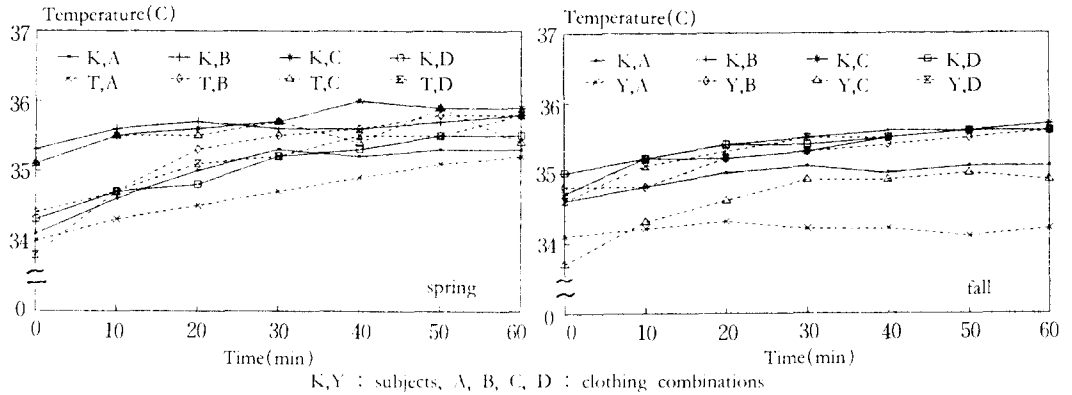 Temperature(C)
37
36
35
34
0
K,A K,B K,C K,D
T,A T,B T,C T,D
spring
0 10 20 30 40 50 60
Time(min)
Temperature(C)
37
36
35
34
0
K,A K,B K,C K,D
Y,A Y,B Y,C Y,D
fall
0 10 20 30 40 50 60
Time(min)
K,Y : subjects, A, B, C, D : clothing combinations